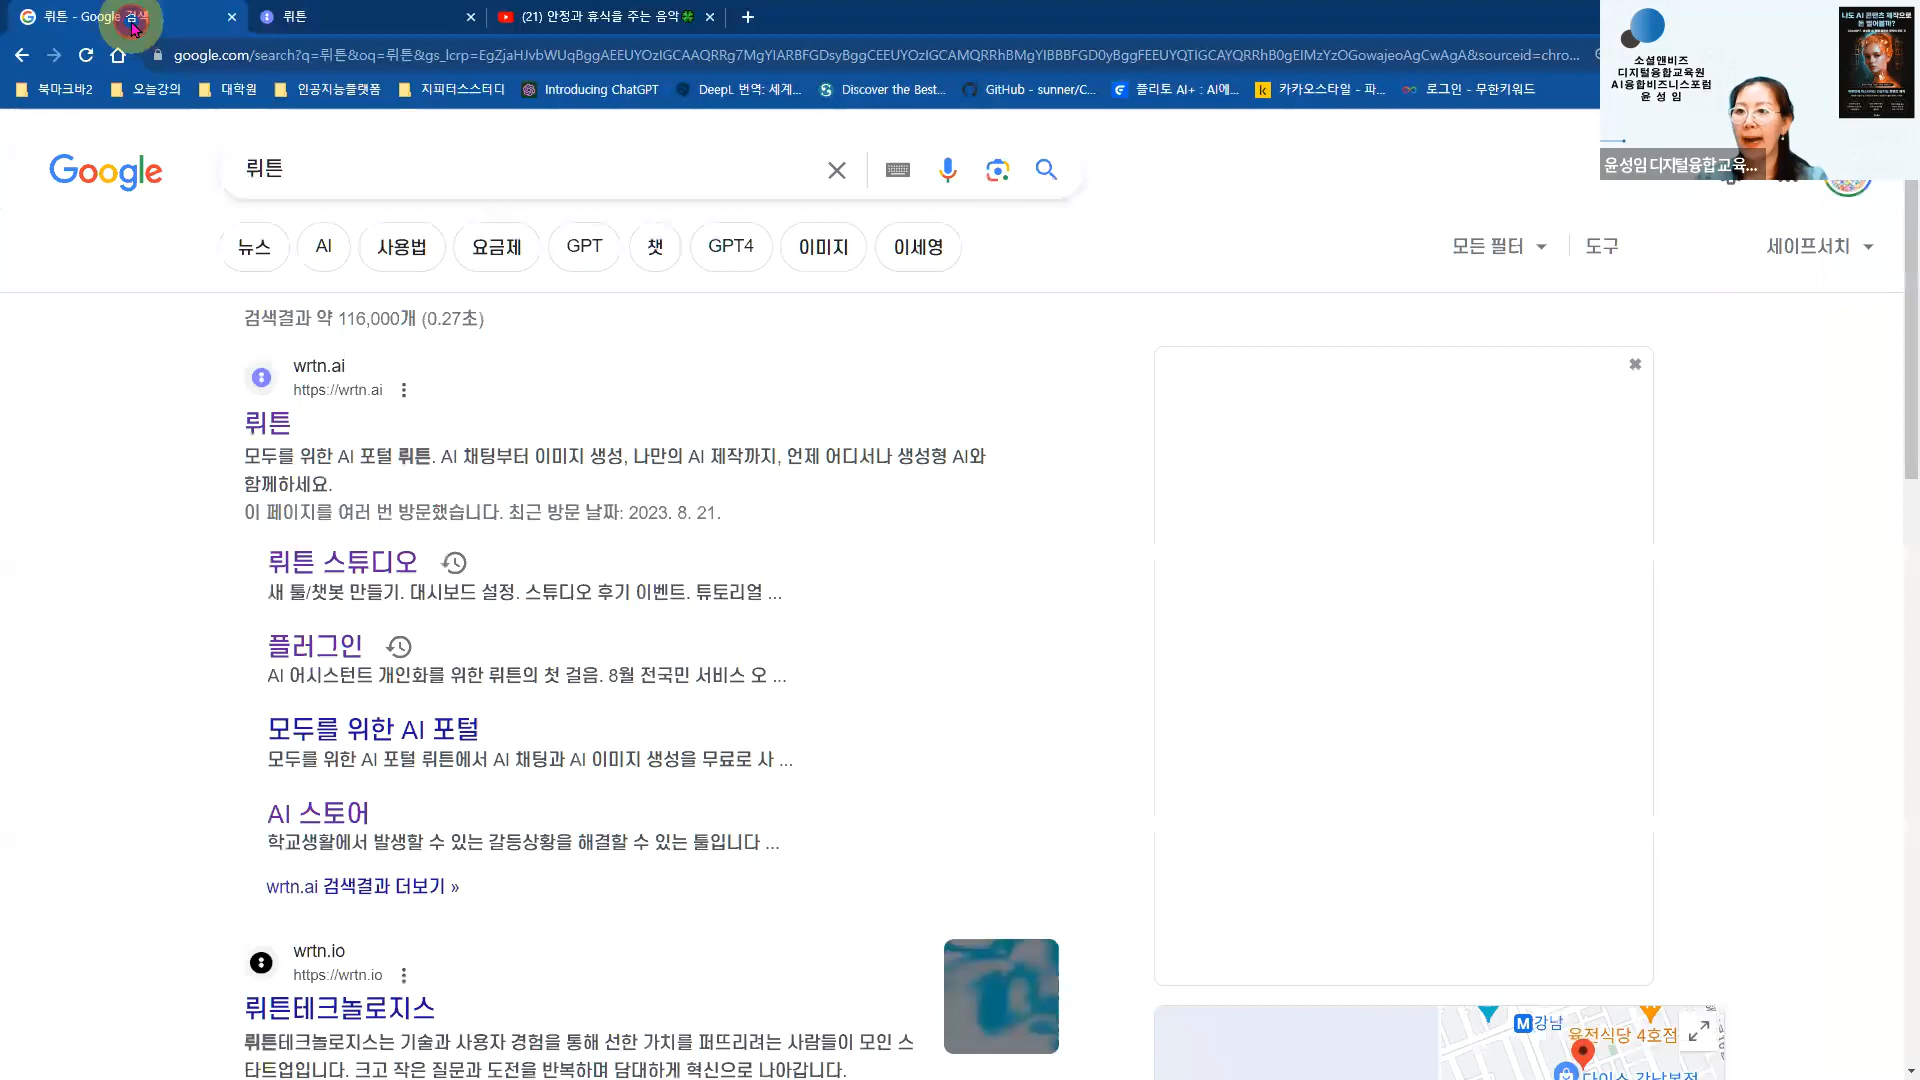 뤼튼 - Google 검색
뤼튼
(21) 안정과 휴식을 주는 음악🍀
google.com/search?q=뤼튼&oq=뤼튼&gs_lcrp=EgZjaHJvbWUqBggAEEUYOzIGCAAQRRg7MgYIARBFGDsyBggCEEUYOzIGCAMQRRhBMgYIBBBFGD0yBggFEEUYQTIGCAYQRRhB0gEIMzYzOGowajeoAgCwAgA&sourceid=chro...
북마크바2
오늘강의
대학원
인공지능플랫폼
지피터스스터디
Introducing ChatGPT
DeepL 번역: 세계...
Discover the Best...
GitHub - sunner/C...
플리토 AI+ : AI에...
카카오스타일 - 파...
로그인 - 무한키워드
소셜앤비즈
디지털융합교육원
AI융합비즈니스포럼
윤 성 임
나도 AI 콘텐츠 제작으로
돈 벌어볼까?
윤성임 디지털융합교육...
Google
뤼튼
뉴스
AI
사용법
요금제
GPT
챗
GPT4
이미지
이세영
모든 필터
도구
세이프서치
검색결과 약 116,000개 (0.27초)
wrtn.ai
https://wrtn.ai
뤼튼
모두를 위한 AI 포털 뤼튼. AI 채팅부터 이미지 생성, 나만의 AI 제작까지, 언제 어디서나 생성형 AI와
함께하세요.
이 페이지를 여러 번 방문했습니다. 최근 방문 날짜: 2023. 8. 21.
뤼튼 스튜디오
새 툴/챗봇 만들기. 대시보드 설정. 스튜디오 후기 이벤트. 튜토리얼 ...
플러그인
AI 어시스턴트 개인화를 위한 뤼튼의 첫 걸음. 8월 전국민 서비스 오 ...
모두를 위한 AI 포털
모두를 위한 AI 포털 뤼튼에서 AI 채팅과 AI 이미지 생성을 무료로 사 ...
AI 스토어
학교생활에서 발생할 수 있는 갈등상황을 해결할 수 있는 툴입니다 ...
wrtn.ai 검색결과 더보기 »
wrtn.io
https://wrtn.io
뤼튼테크놀로지스
뤼튼테크놀로지스는 기술과 사용자 경험을 통해 선한 가치를 퍼뜨리려는 사람들이 모인 스
타트업입니다. 크고 작은 질문과 도전을 반복하며 담대하게 혁신으로 나아갑니다.
M 강남
육전식당 4호점
다이소 강남본점